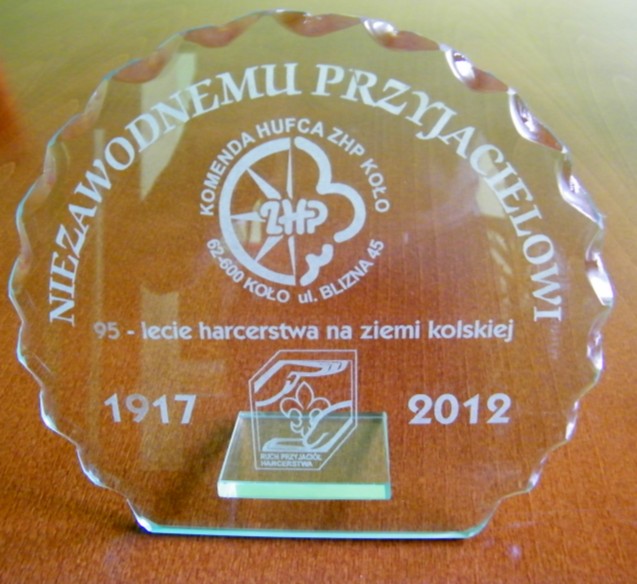 NIEZAWODNEMU PRZYJACIELOWI
KOMENDA HUFCA ZHP KOŁO
ZHP
62-600 KOŁO ul. BLIZNA 45
95 - lecie harcerstwa na ziemi kolskiej
1917
2012
RUCH PRZYJACIÓŁ
HARCERSTWA